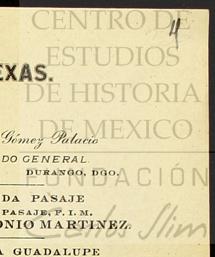 4
CENTRO DE
ESTUDIOS
EXAS.
DE HISTORIA
DE MEXICO
Gómez Palacio
DO GENERAL.
DURANGO, DGO.
FUNDACIÓN
DA PASAJE
PASAJE, F. I. M.
ONIO MARTINEZ.
Carlos Slim
A GUADALUPE